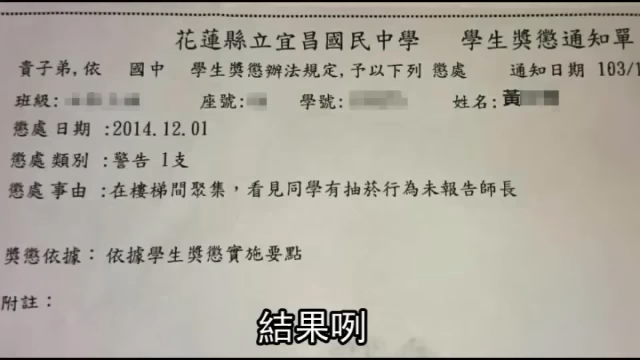 花蓮縣立宜昌國民中學 學生獎懲通知單
貴子弟,依 國中 學生獎懲辦法規定,予以下列 懲處 通知日期 103/1
班級: 座號: 學號: 姓名: 黃
懲處日期 :2014.12.01
懲處類別 :警告 1支
懲處事由 :在樓梯間聚集，看見同學有抽菸行為未報告師長
獎懲依據： 依據學生獎懲實施要點
附註：
結果咧